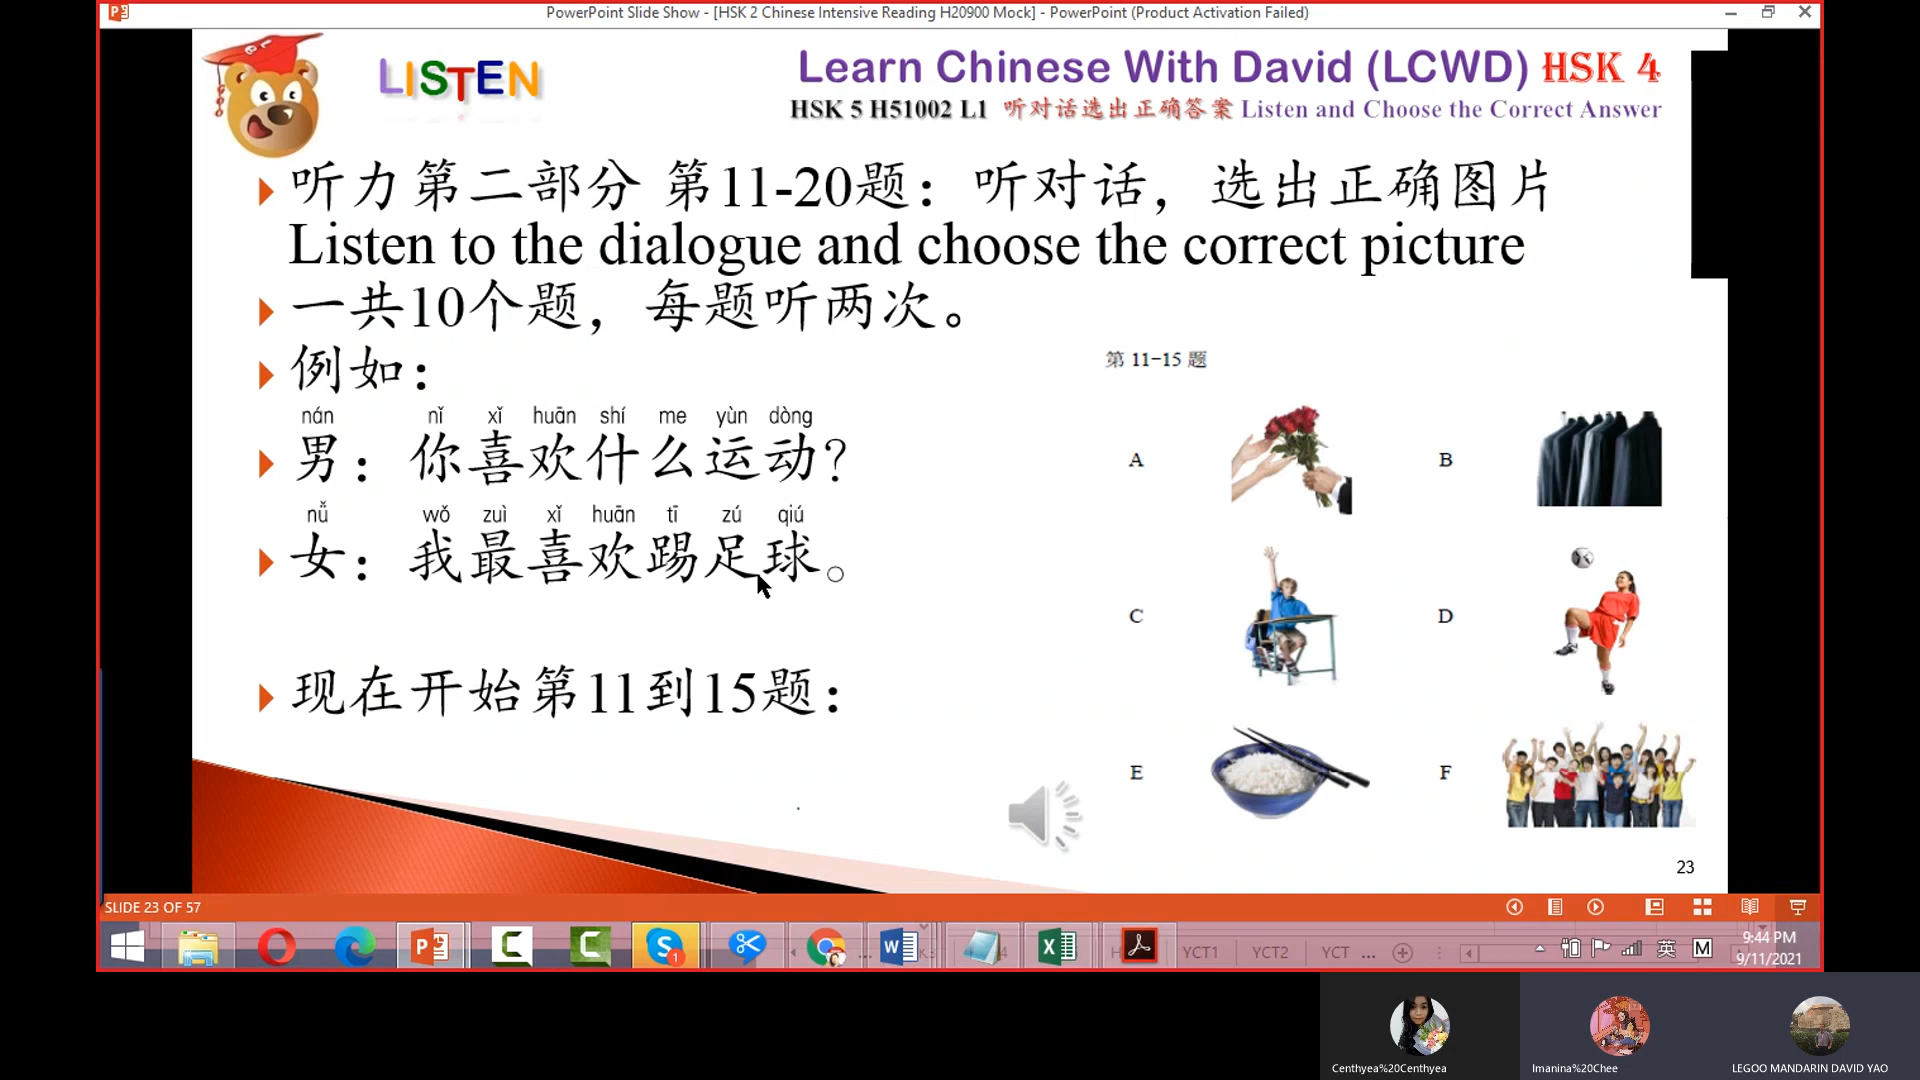 PowerPoint Slide Show - [HSK 2 Chinese Intensive Reading H20900 Mock] - PowerPoint (Product Activation Failed)
LISTEN
Learn Chinese With David (LCWD) HSK 4
HSK 5 H51002 L1 听对话选出正确答案 Listen and Choose the Correct Answer
听力第二部分 第11-20题：听对话，选出正确图片
Listen to the dialogue and choose the correct picture
一共10个题，每题听两次。
例如：
nán nǐ xǐ huān shí me yùn dòng
男：你喜欢什么运动？
nǚ wǒ zuì xǐ huān tī zú qiú
女：我最喜欢踢足球。
现在开始第11到15题：
第 11-15 题
A B
C D
E F
23
SLIDE 23 OF 57
YCT1 YCT2 YCT ...
英 M
9:44 PM
9/11/2021
Centhyea%20Centhyea
Imanina%20Chee
LEGOO MANDARIN DAVID YAO